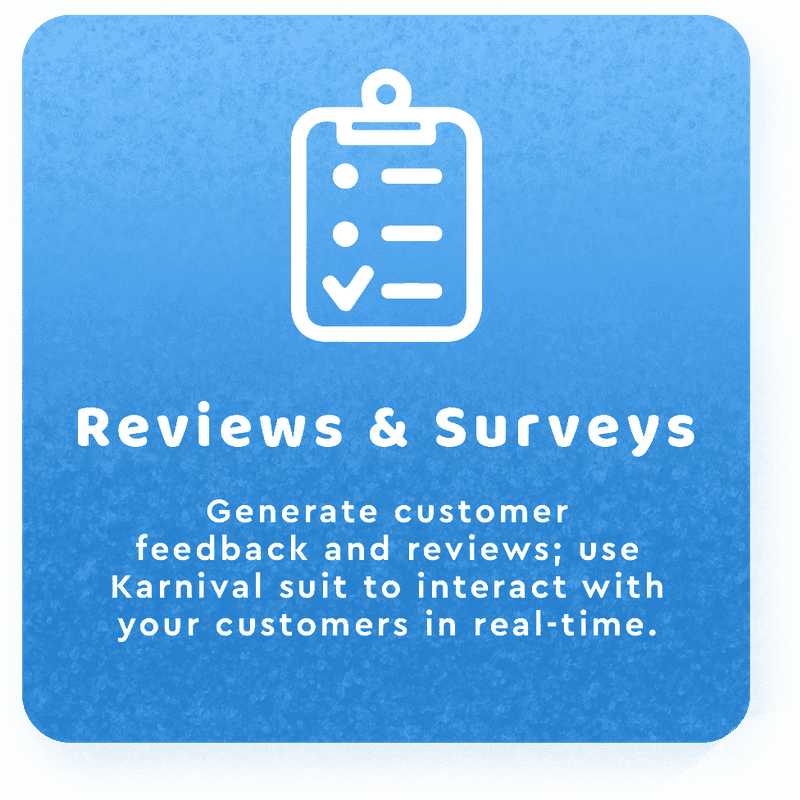 Reviews & Surveys
Generate customer
feedback and reviews; use
Karnival suit to interact with
your customers in real-time.